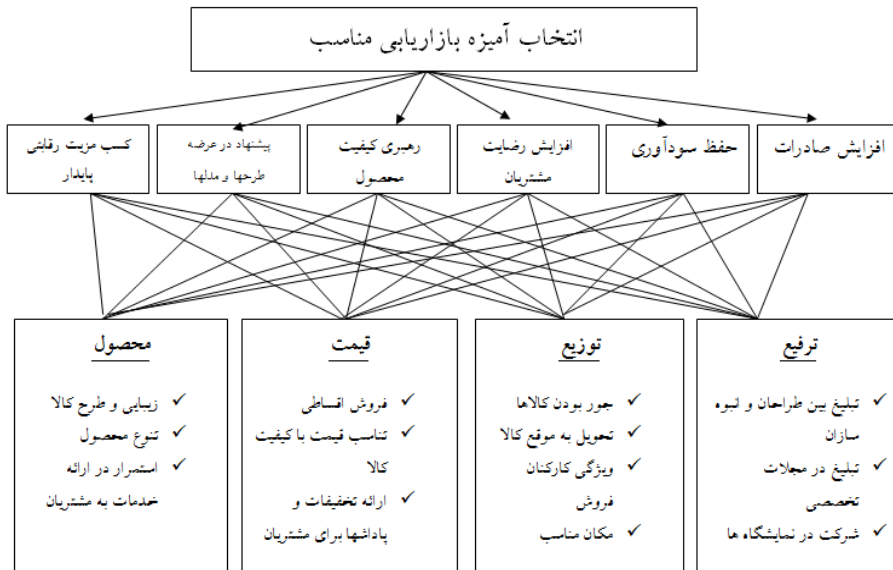 انتخاب آمیزه بازاریابی مناسب
افزایش صادرات
حفظ سودآوری
افزایش رضایت
مشتریان
رهبری کیفیت
محصول
پیشنهاد در عرضه
طرحها و مدلها
کسب مزیت رقابتی
پایدار
ترفیع
✓ تبلیغ بین طراحان و انبوه
سازان
✓ تبلیغ در مجلات
تخصصی
✓ شرکت در نمایشگاه ها
توزیع
✓ جور بودن کالاها
✓ تحویل به موقع کالا
✓ ویژگی کارکنان
فروش
✓ مکان مناسب
قیمت
✓ فروش اقساطی
✓ تناسب قیمت با کیفیت
کالا
✓ ارائه تخفیفات و
پاداشها برای مشتریان
محصول
✓ زیبایی و طرح کالا
✓ تنوع محصول
✓ استمرار در ارائه
خدمات به مشتریان